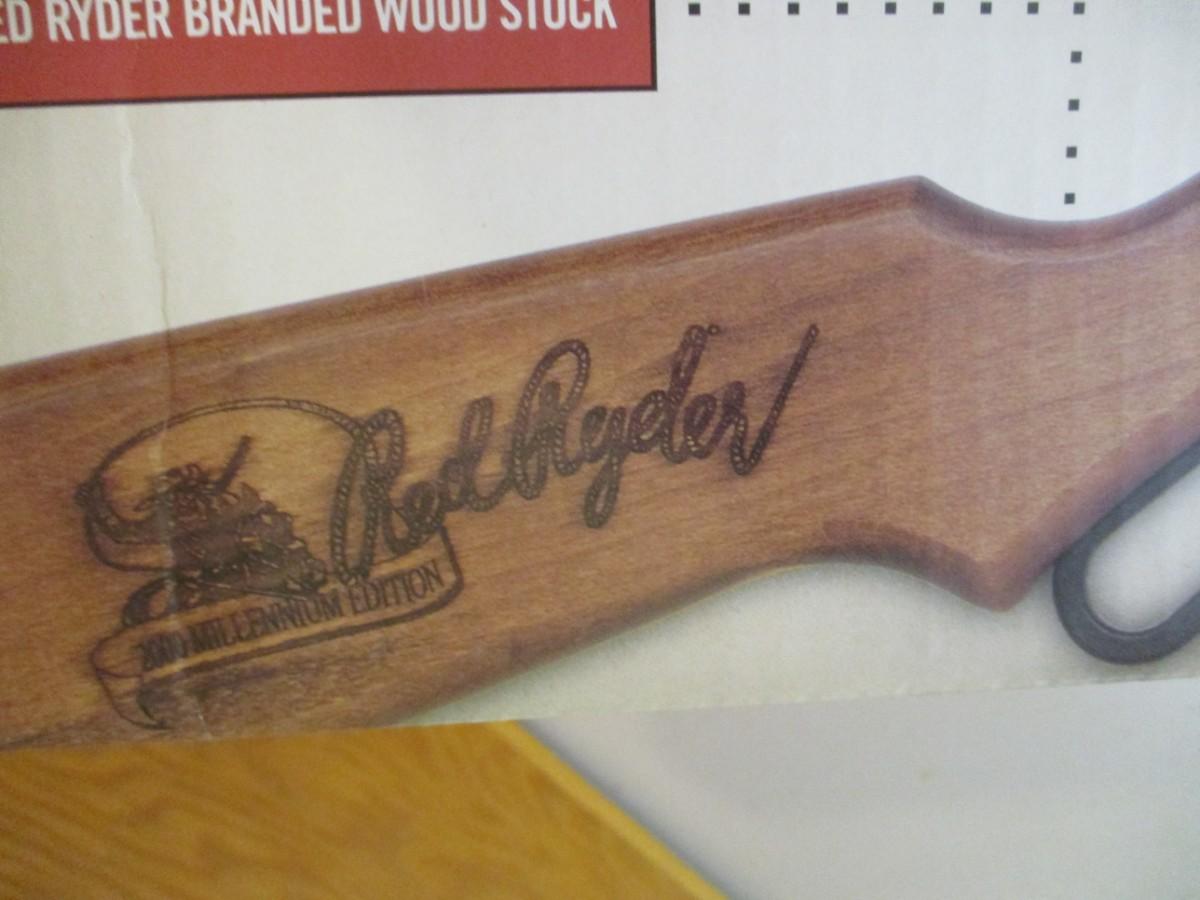 ED RYDER BRANDED WOOD STOCK
Red Ryder
2000 MILLENNIUM EDITION